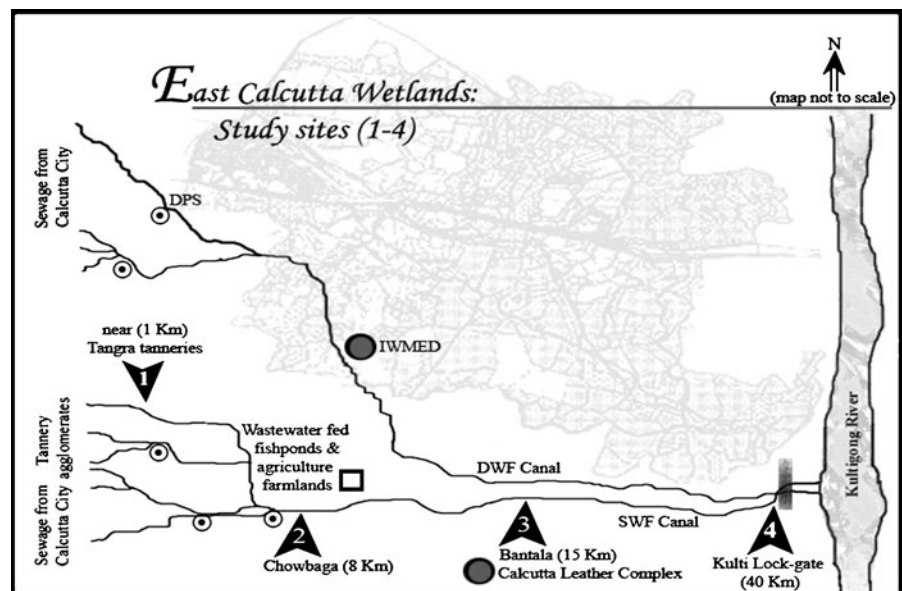 East Calcutta Wetlands:
Study sites (1-4)
N
(map not to scale)
Sewage from
Calcutta City
DPS
near (1 Km)
Tangra tanneries
1
IWMED
Tannery
agglomerates
Wastewater fed
fishponds &
agriculture
farmlands
Sewage from
Calcutta City
DWF Canal
SWF Canal
Kultigong River
2
Chowbaga (8 Km)
3
Bantala (15 Km)
Calcutta Leather Complex
4
Kulti Lock-gate
(40 Km)